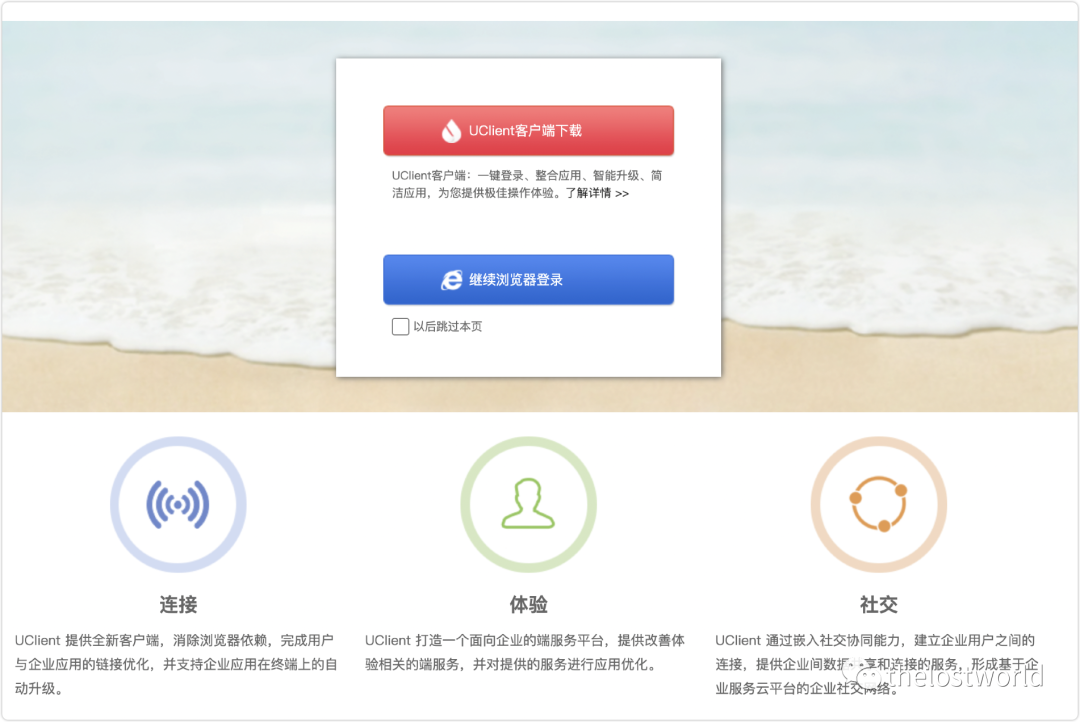 UClient客户端下载
UClient客户端：一键登录、整合应用、智能升级、简
洁应用，为您提供极佳操作体验。了解详情 >>
继续浏览器登录
以后跳过本页
连接
UClient 提供全新客户端，消除浏览器依赖，完成用户
与企业应用的链接优化，并支持企业应用在终端上的自
动升级。
体验
UClient 打造一个面向企业的端服务平台，提供改善体
验相关的端服务，并对提供的服务进行应用优化。
社交
UClient 通过嵌入社交协同能力，建立企业用户之间的
连接，提供企业间数据共享和连接的服务，形成基于企
业服务云平台的企业社交网络。
thelostworld